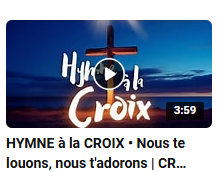 Hymne
à la
Croix
3:59
HYMNE à la CROIX • Nous te
louons, nous t'adorons | CR...